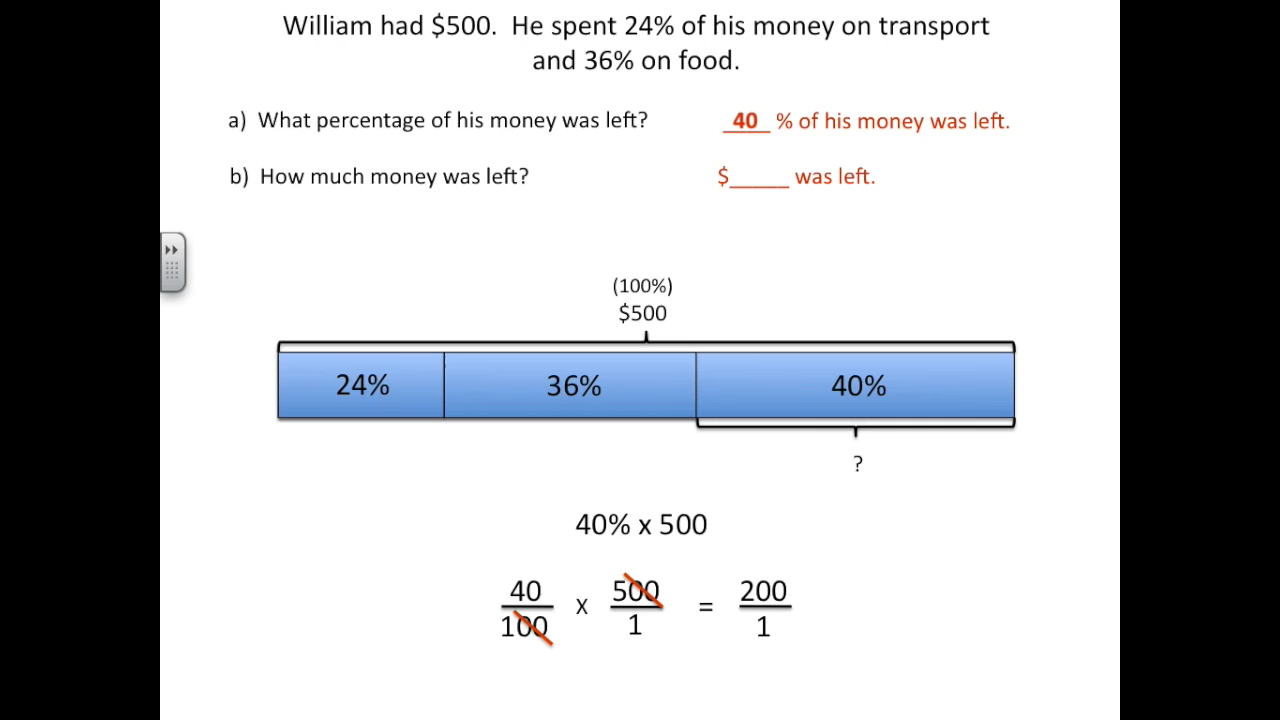 William had $500. He spent 24% of his money on transport
and 36% on food.
a) What percentage of his money was left?
40 % of his money was left.
b) How much money was left?
$_____ was left.
(100%)
$500
24%
36%
40%
?
40% x 500
40
100
x
500
1
=
200
1